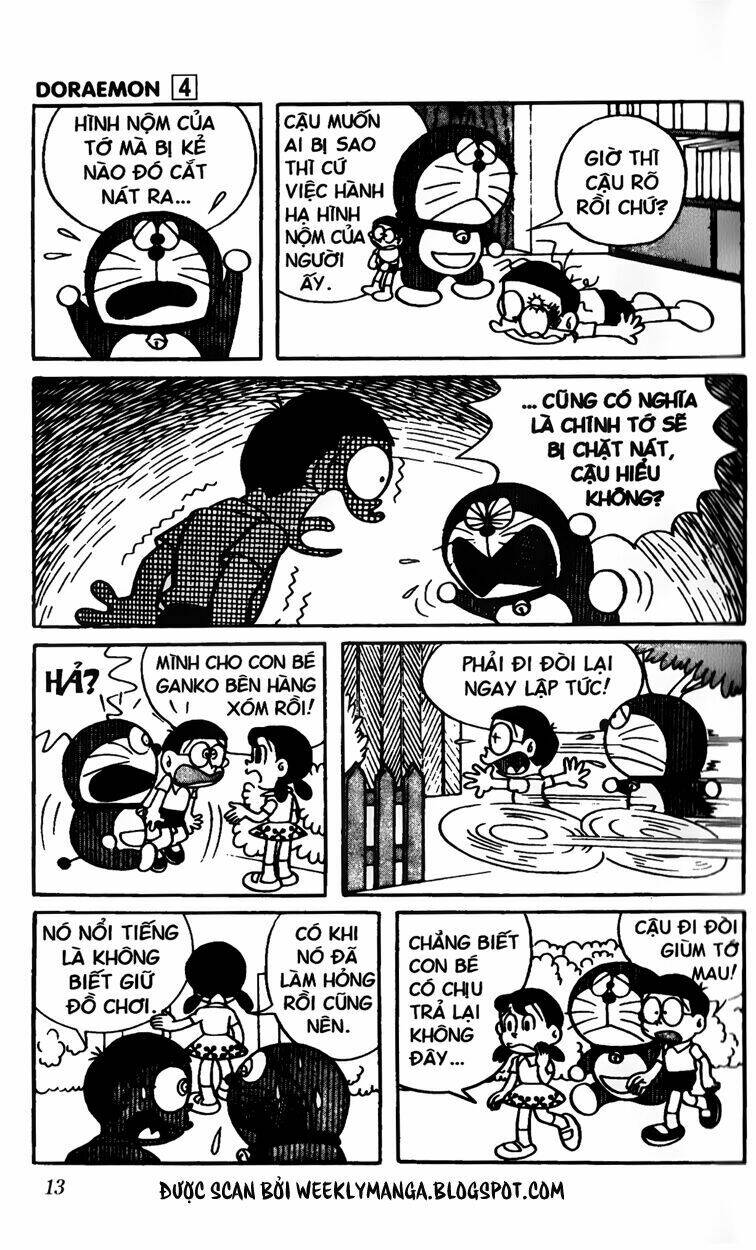 DORAEMON 4
CẬU MUỐN
AI BỊ SAO
THÌ CỨ
VIỆC HÀNH
HẠ HÌNH
NỘM CỦA
NGƯỜI
ẤY.
GIỜ THÌ
CẬU RÕ
RỒI CHỨ?
HÌNH NỘM CỦA
TỚ MÀ BỊ KẺ
NÀO ĐÓ CẮT
NÁT RA...
... CŨNG CÓ NGHĨA
LÀ CHÍNH TỚ SẼ
BỊ CHẶT NÁT,
CẬU HIỂU
KHÔNG?
HẢ?
MÌNH CHO CON BÉ
GANKO BÊN HÀNG
XÓM RỒI!
PHẢI ĐI ĐÒI LẠI
NGAY LẬP TỨC!
NÓ NỔI TIẾNG
LÀ KHÔNG
BIẾT GIỮ
ĐỒ CHƠI.
CÓ KHI
NÓ ĐÃ
LÀM HỎNG
RỒI CŨNG
NÊN.
CHẲNG BIẾT
CON BÉ
CÓ CHỊU
TRẢ LẠI
KHÔNG
ĐÂY...
CẬU ĐI ĐÒI
GIÙM TỚ
MAU!
13
ĐƯỢC SCAN BỞI WEEKLYMANGA.BLOGSPOT.COM